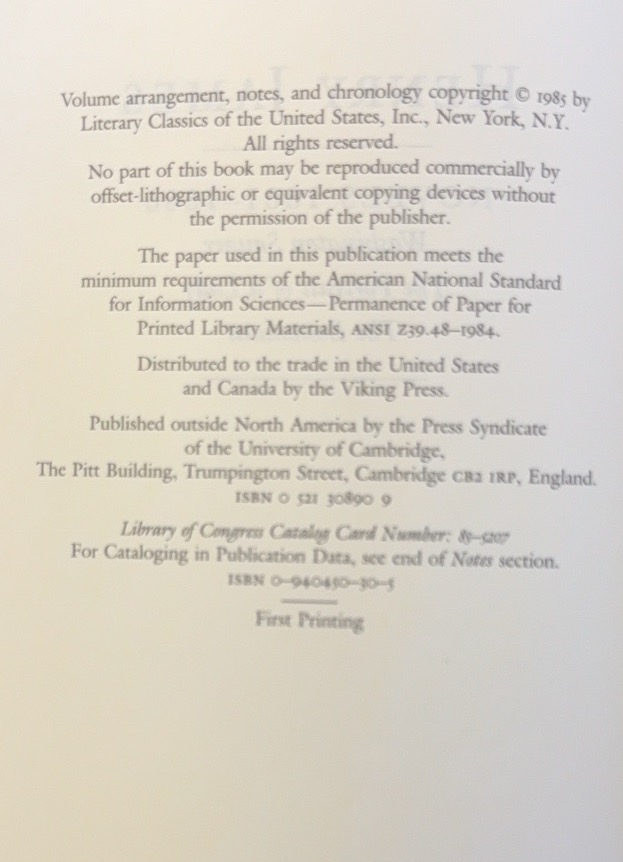 Volume arrangement, notes, and chronology copyright © 1985 by
Literary Classics of the United States, Inc., New York, N.Y.
All rights reserved.
No part of this book may be reproduced commercially by
offset-lithographic or equivalent copying devices without
the permission of the publisher.
The paper used in this publication meets the
minimum requirements of the American National Standard
for Information Sciences—Permanence of Paper for
Printed Library Materials, ANSI Z39.48–1984.
Distributed to the trade in the United States
and Canada by the Viking Press.
Published outside North America by the Press Syndicate
of the University of Cambridge,
The Pitt Building, Trumpington Street, Cambridge CB2 1RP, England.
ISBN 0 521 30890 9
Library of Congress Catalog Card Number: 85–5207
For Cataloging in Publication Data, see end of Notes section.
ISBN 0–940450–30–5
First Printing